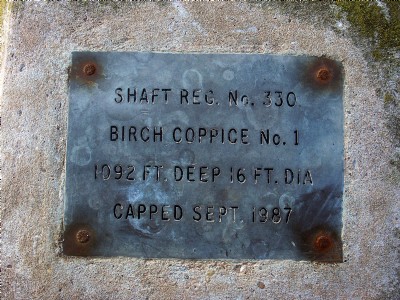 SHAFT REG. No. 330
BIRCH COPPICE No. 1
1092 FT. DEEP 16 FT. DIA
CAPPED SEPT. 1987